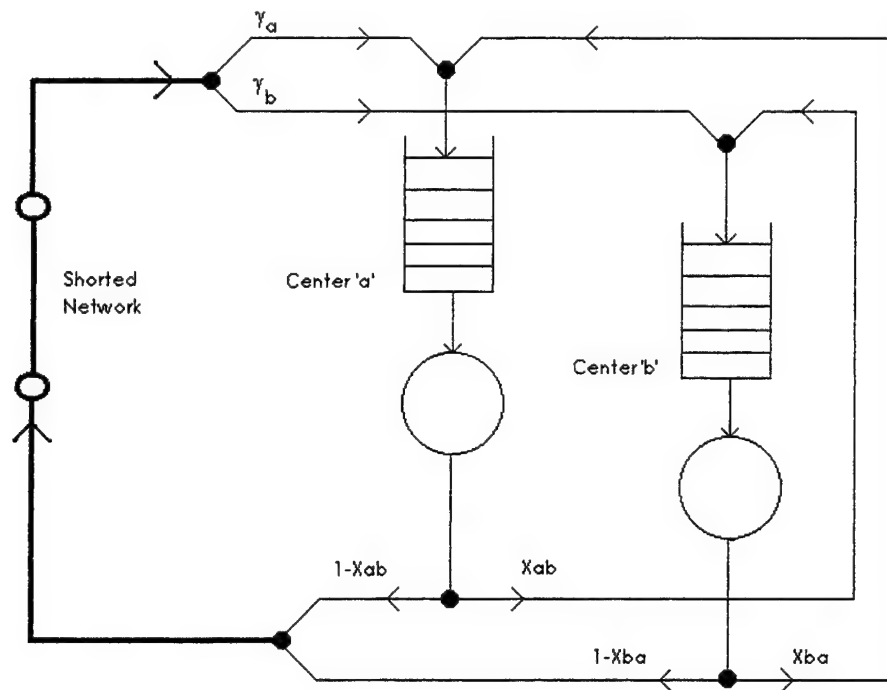 γa
γb
Shorted
Network
Center 'a'
Center 'b'
1-Xab
Xab
1-Xba
Xba